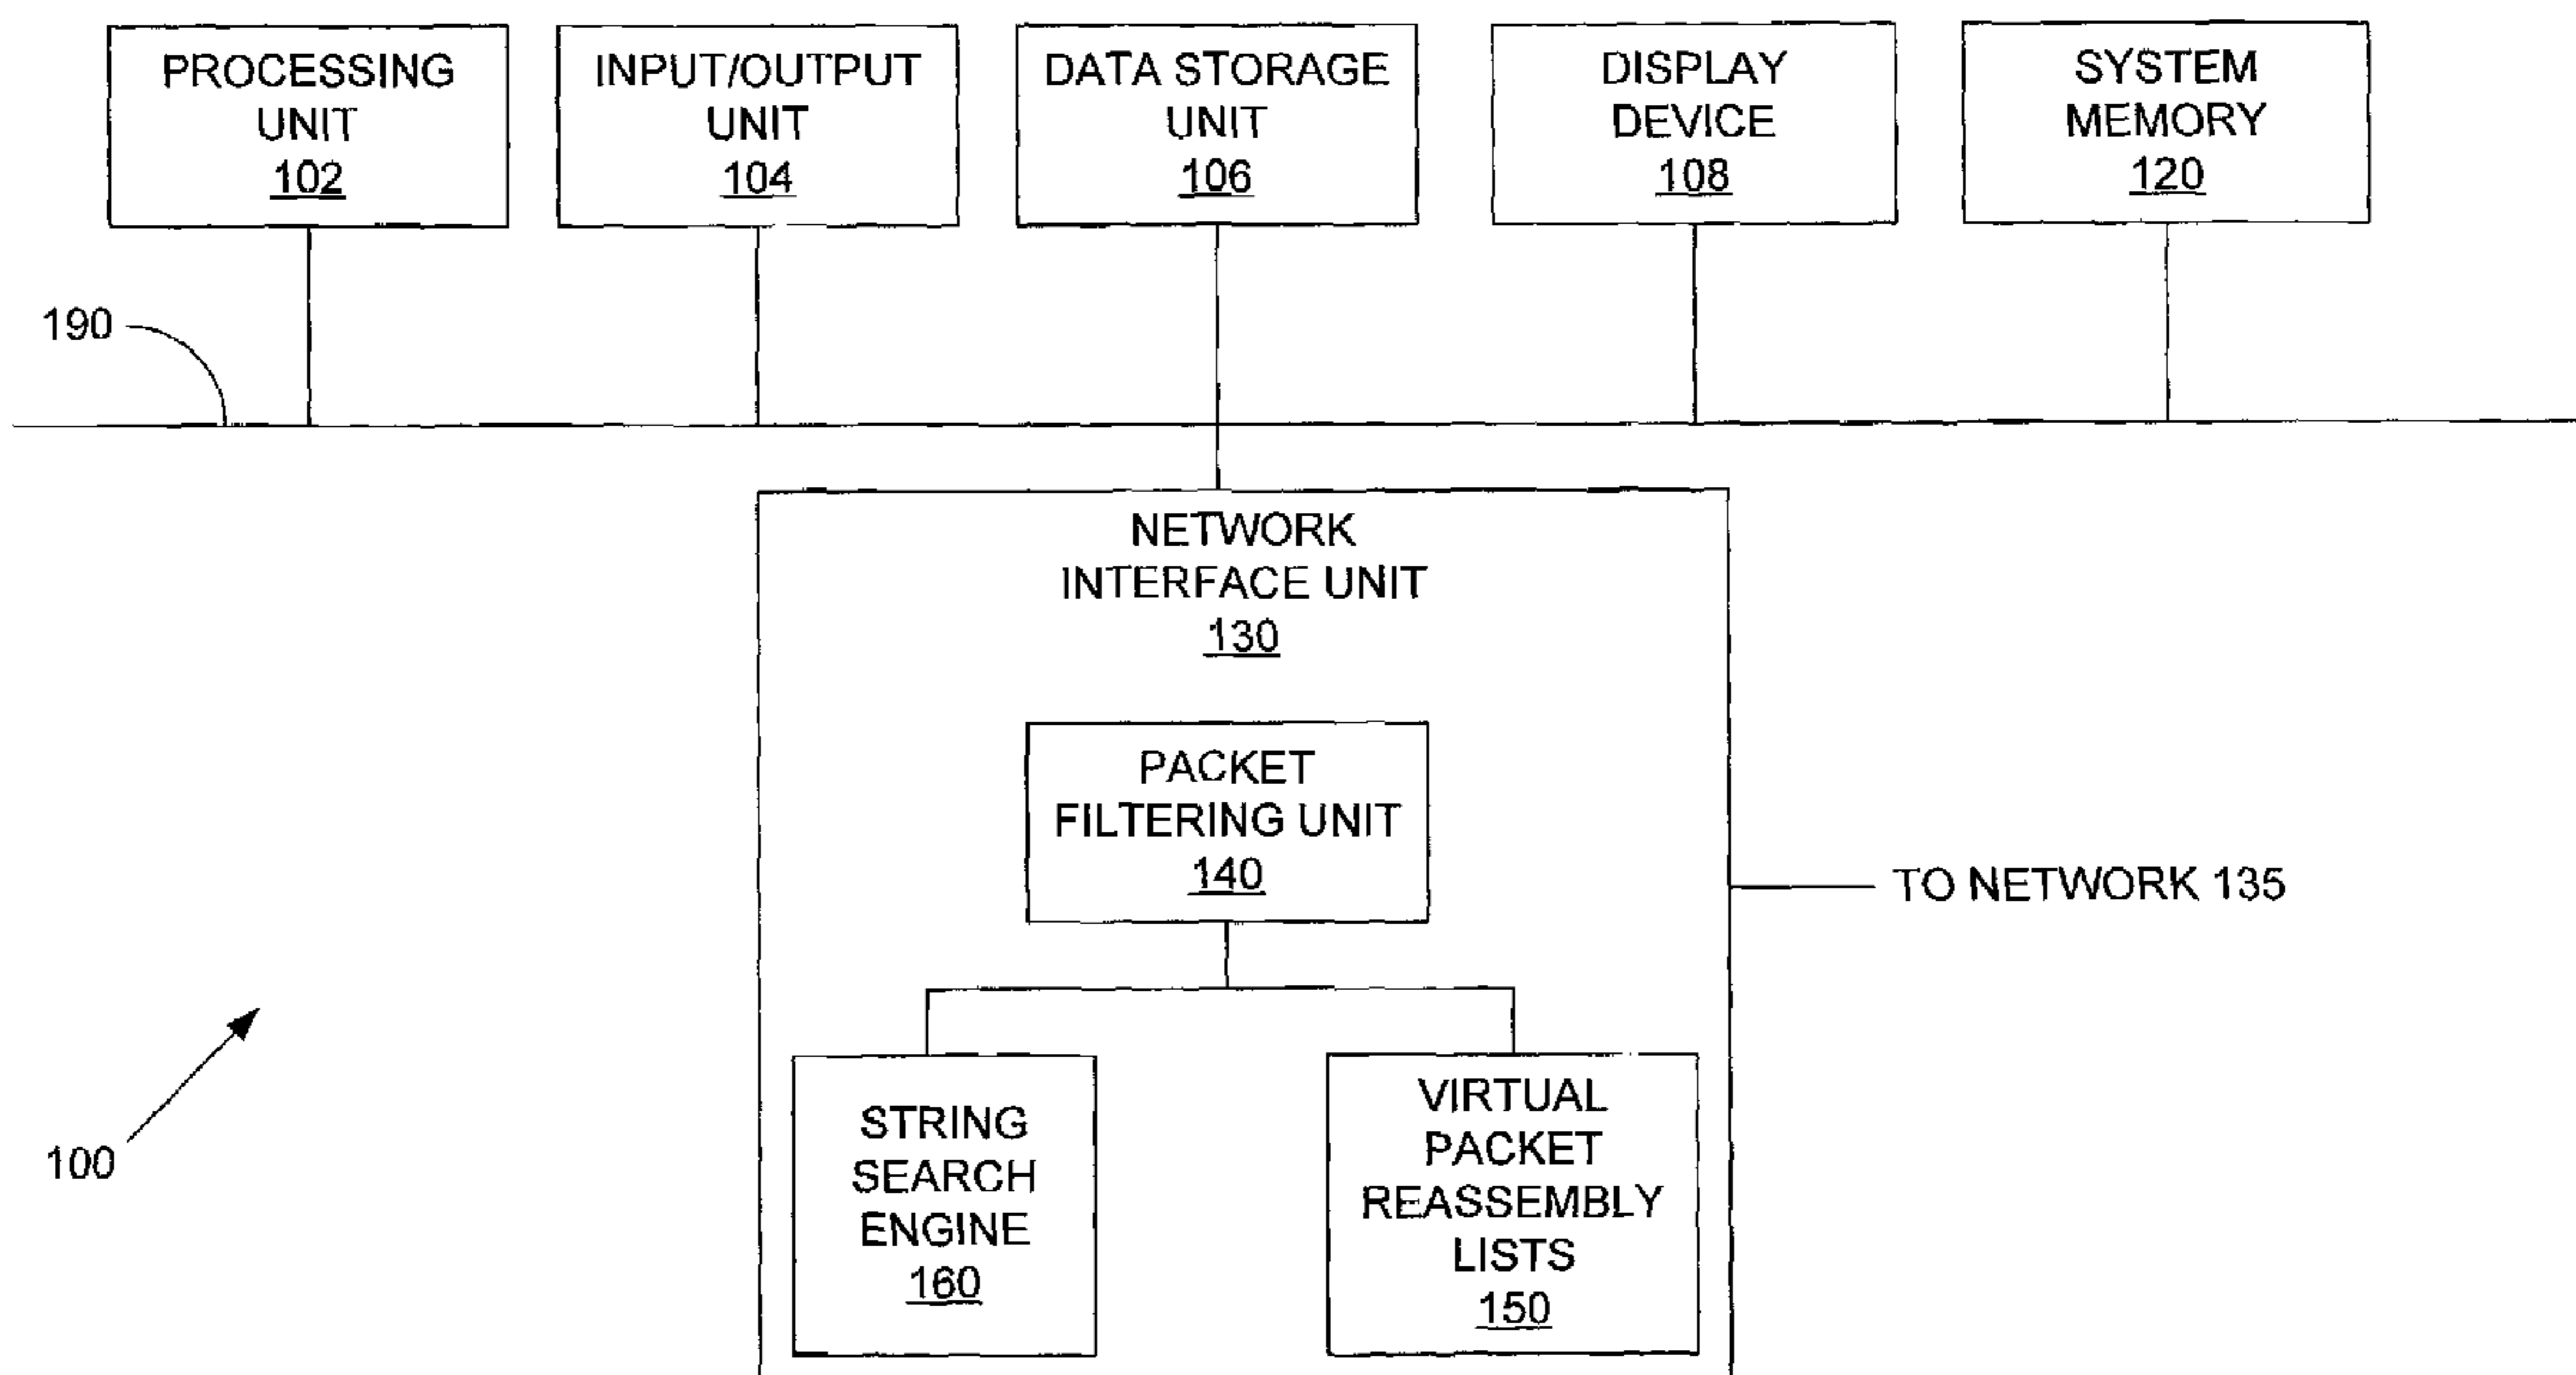 PROCESSING
UNIT
102
INPUT/OUTPUT
UNIT
104
DATA STORAGE
UNIT
106
DISPLAY
DEVICE
108
SYSTEM
MEMORY
120
190
NETWORK
INTERFACE UNIT
130
PACKET
FILTERING UNIT
140
TO NETWORK 135
STRING
SEARCH
ENGINE
160
VIRTUAL
PACKET
REASSEMBLY
LISTS
150
100